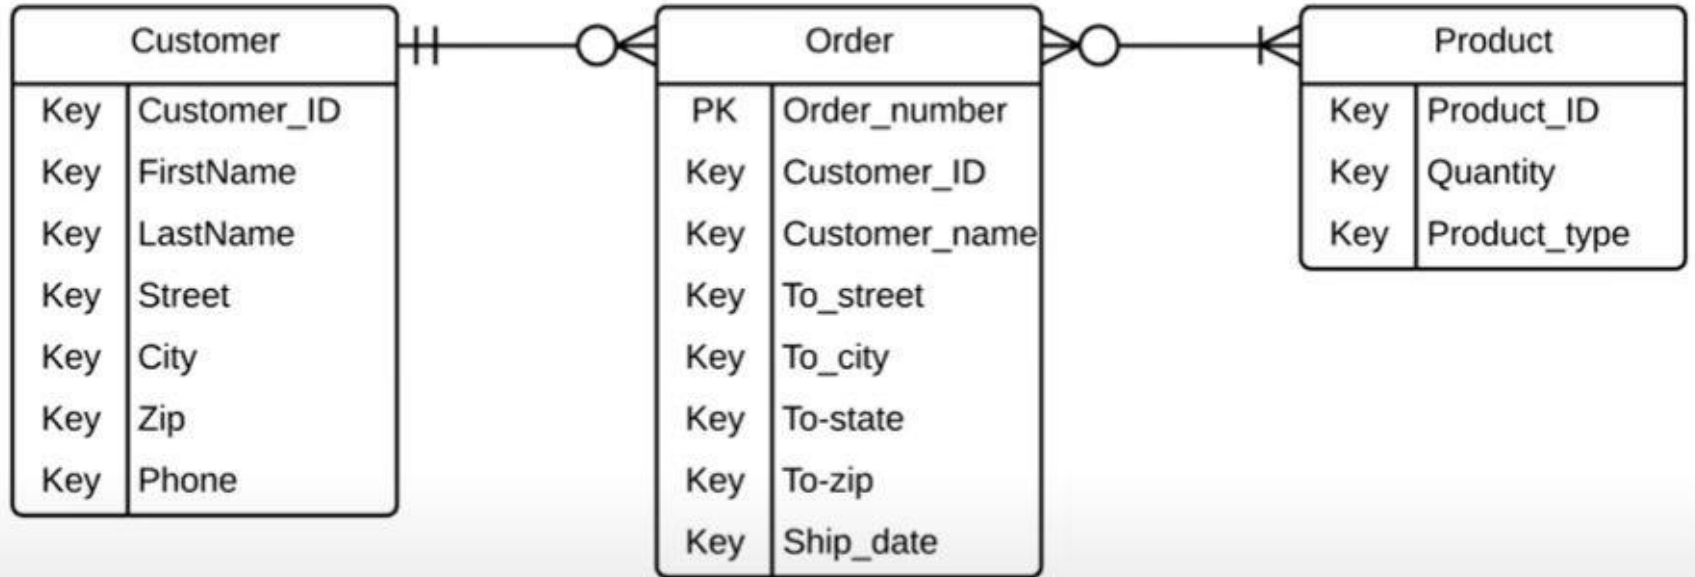 Customer
Key Customer_ID
Key FirstName
Key LastName
Key Street
Key City
Key Zip
Key Phone
Order
PK Order_number
Key Customer_ID
Key Customer_name
Key To_street
Key To_city
Key To-state
Key To-zip
Key Ship_date
Product
Key Product_ID
Key Quantity
Key Product_type